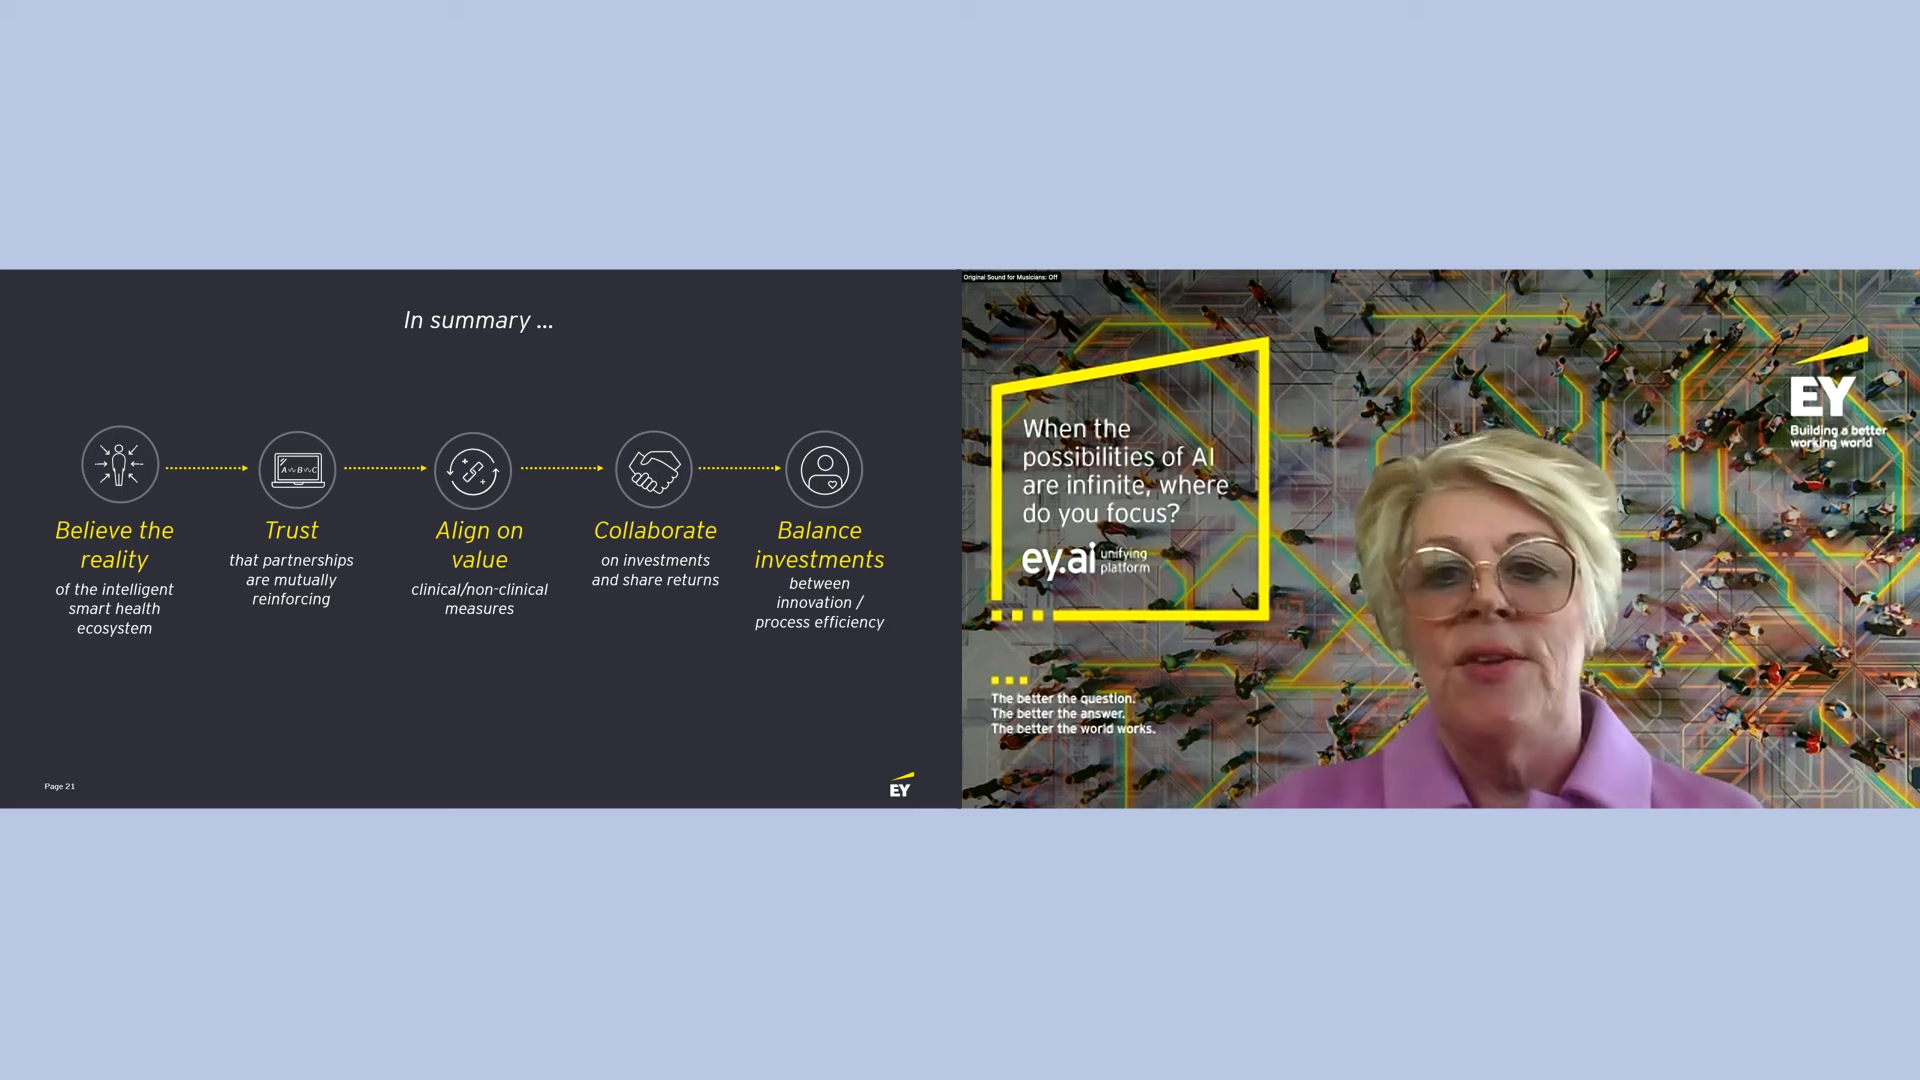 In summary ...
A B C
Believe the
reality
of the intelligent
smart health
ecosystem
Trust
that partnerships
are mutually
reinforcing
Align on
value
clinical/non-clinical
measures
Collaborate
on investments
and share returns
Balance
investments
between
innovation /
process efficiency
Page 21
EY
Original Sound for Musicians: Off
When the
possibilities of AI
are infinite, where
do you focus?
ey.ai unifying
platform
The better the question.
The better the answer.
The better the world works.
EY
Building a better
working world